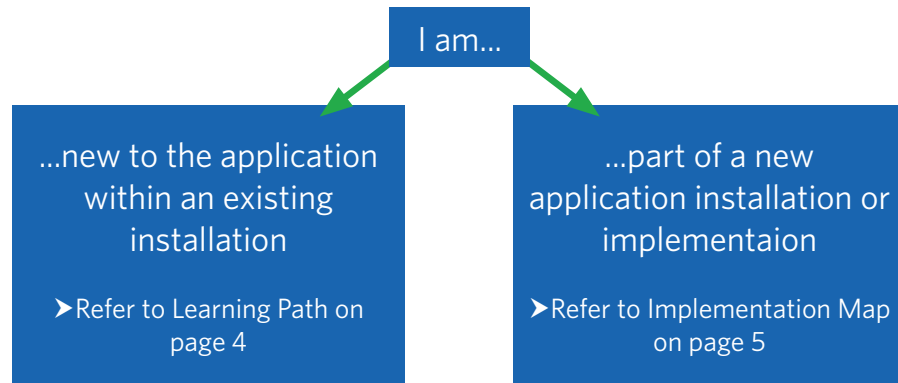 I am...
...new to the application
within an existing
installation
➤Refer to Learning Path on
page 4
...part of a new
application installation or
implementaion
➤Refer to Implementation Map
on page 5